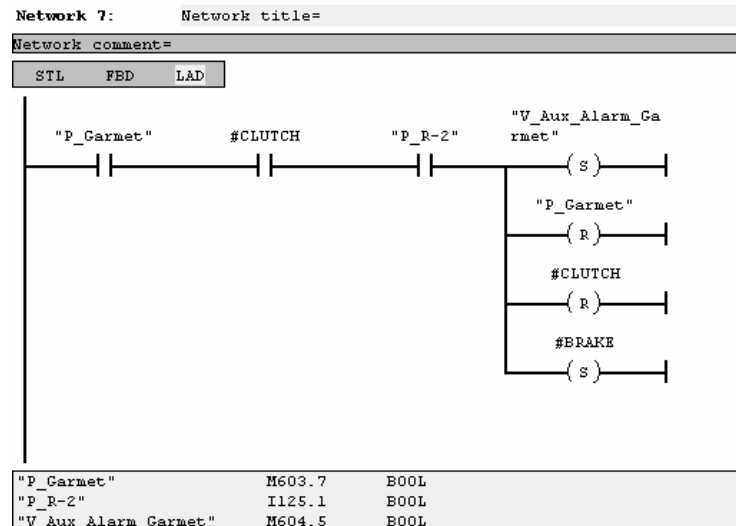 Network 7: Network title=
Network comment=
STL FBD LAD
"V_Aux_Alarm_Ga
"P_Garmet" #CLUTCH "P_R-2" rmet"
( S )
"P_Garmet"
( R )
#CLUTCH
( R )
#BRAKE
( S )
"P_Garmet" M603.7 BOOL
"P_R-2" I125.1 BOOL
"V_Aux_Alarm_Garmet" M604.5 BOOL